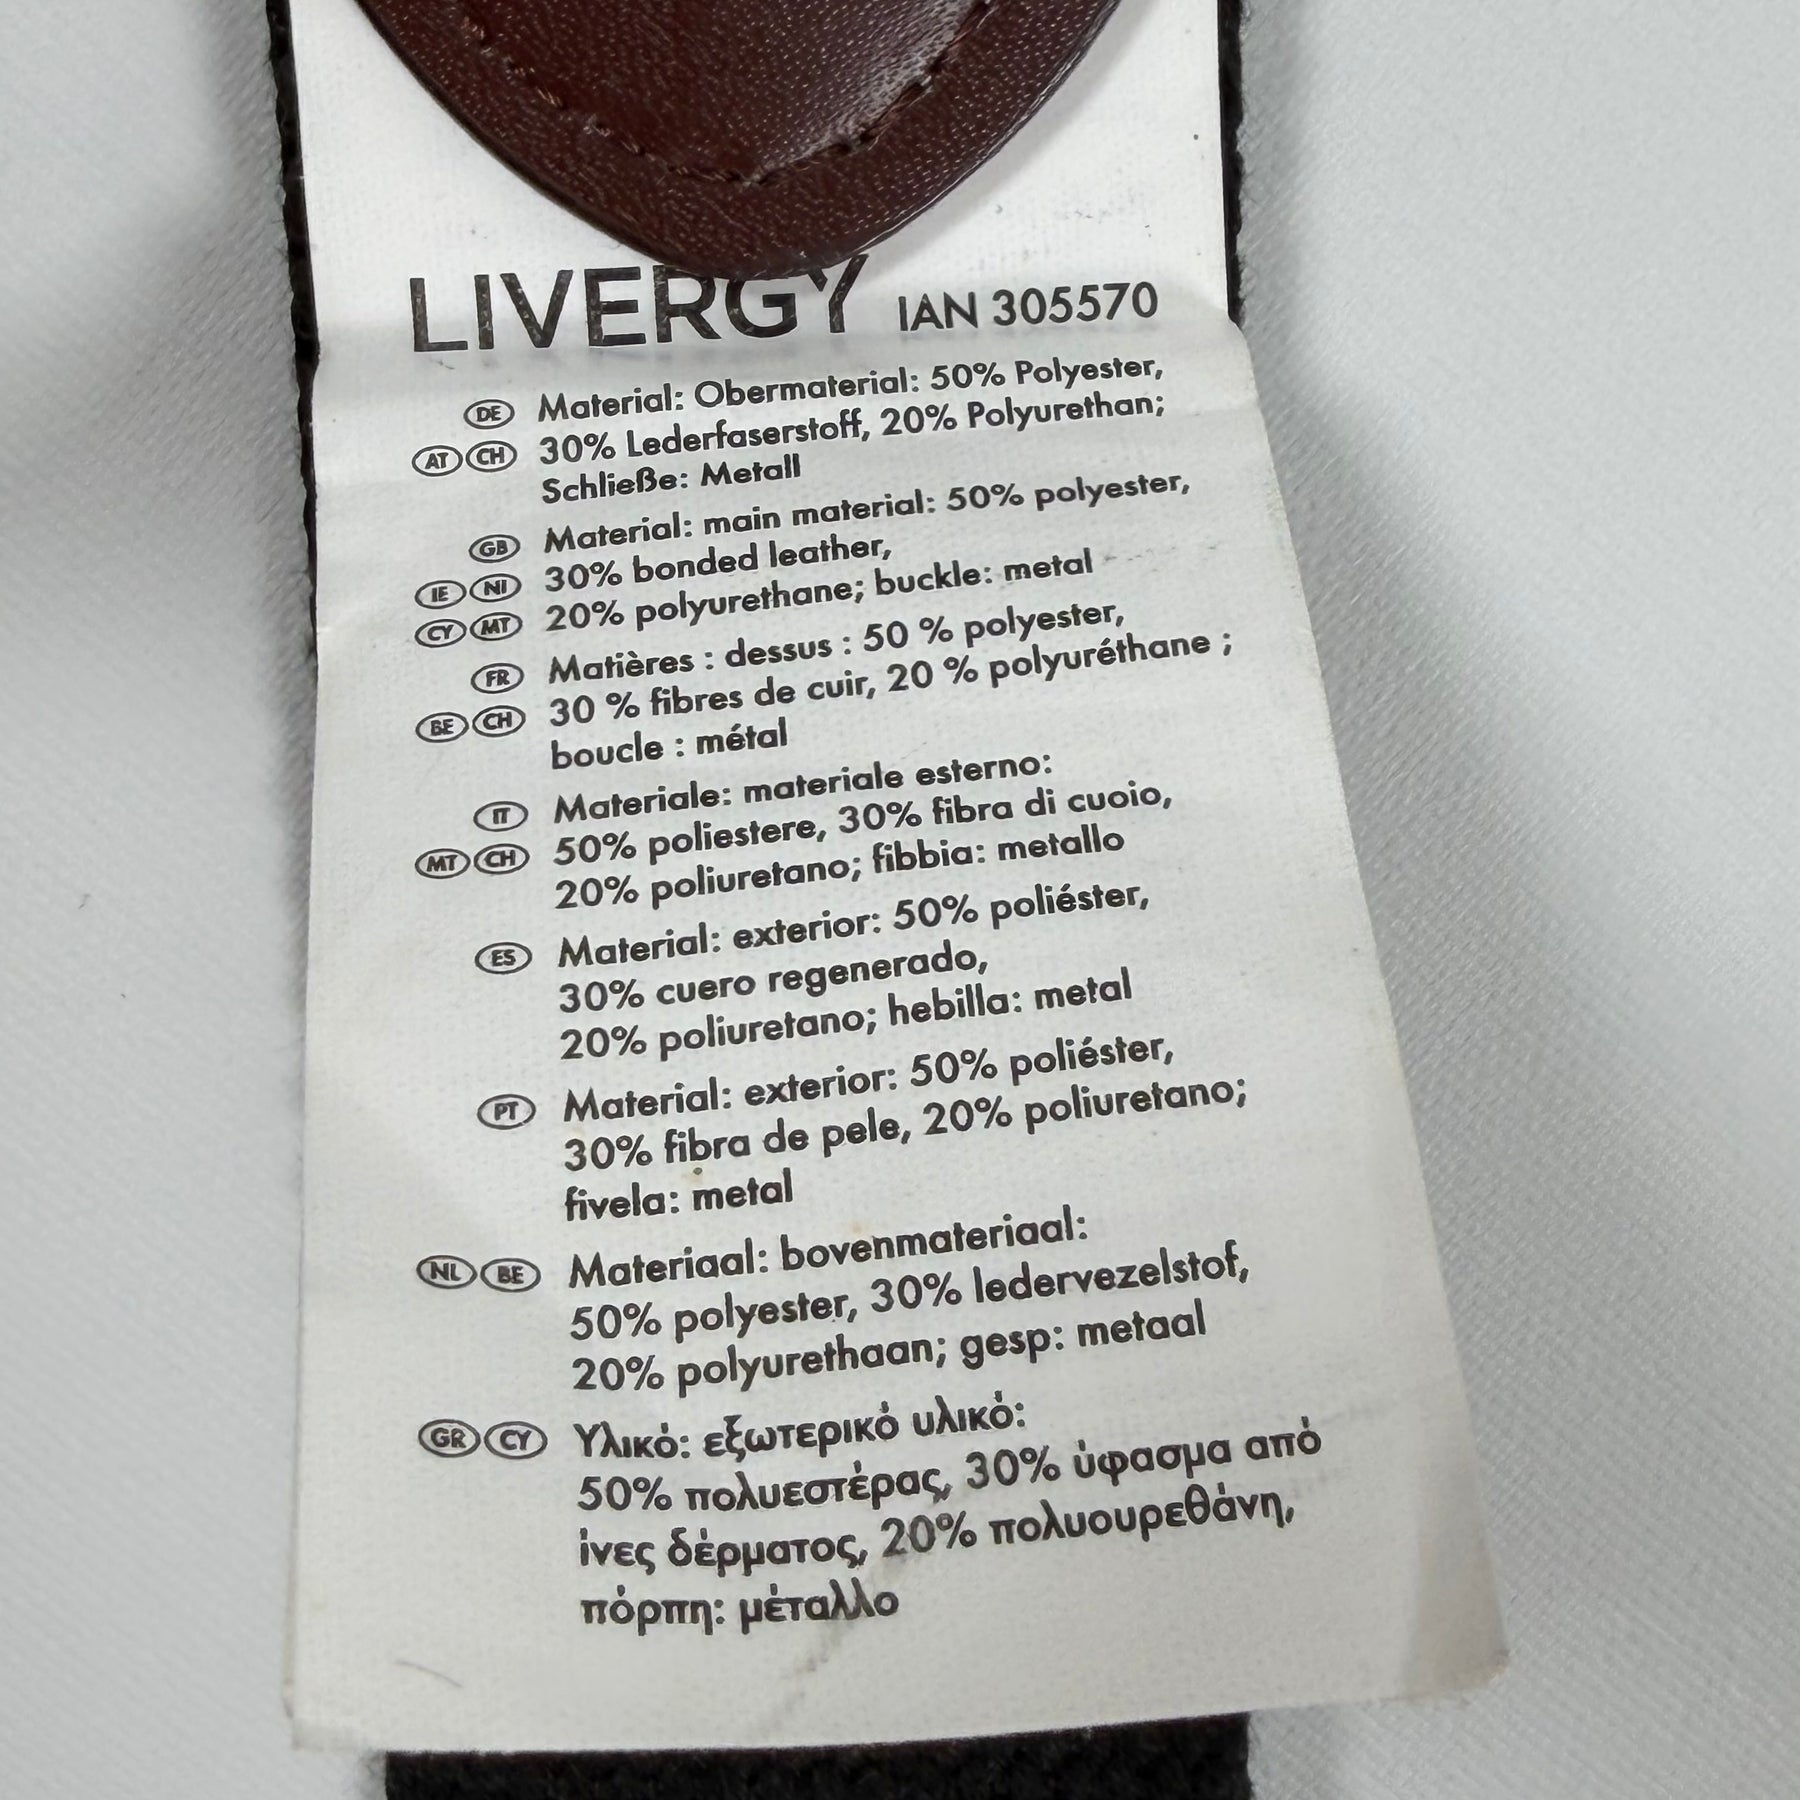 LIVERGY IAN 305570
DE Material: Obermaterial: 50% Polyester,
AT CH 30% Lederfaserstoff, 20% Polyurethan;
Schließe: Metall
GB Material: main material: 50% polyester,
IE NI 30% bonded leather,
CY MT 20% polyurethane; buckle: metal
FR Matières : dessus : 50 % polyester,
BE CH 30 % fibres de cuir, 20 % polyuréthane ;
boucle : métal
IT Materiale: materiale esterno:
MT CH 50% poliestere, 30% fibra di cuoio,
20% poliuretano; fibbia: metallo
ES Material: exterior: 50% poliéster,
30% cuero regenerado,
20% poliuretano; hebilla: metal
PT Material: exterior: 50% poliéster,
30% fibra de pele, 20% poliuretano;
fivela: metal
NL BE Materiaal: bovenmateriaal:
50% polyester, 30% ledervezelstof,
20% polyurethaan; gesp: metaal
GR CY Υλικό: εξωτερικό υλικό:
50% πολυεστέρας, 30% ύφασμα από
ίνες δέρματος, 20% πολυουρεθάνη,
πόρπη: μέταλλο